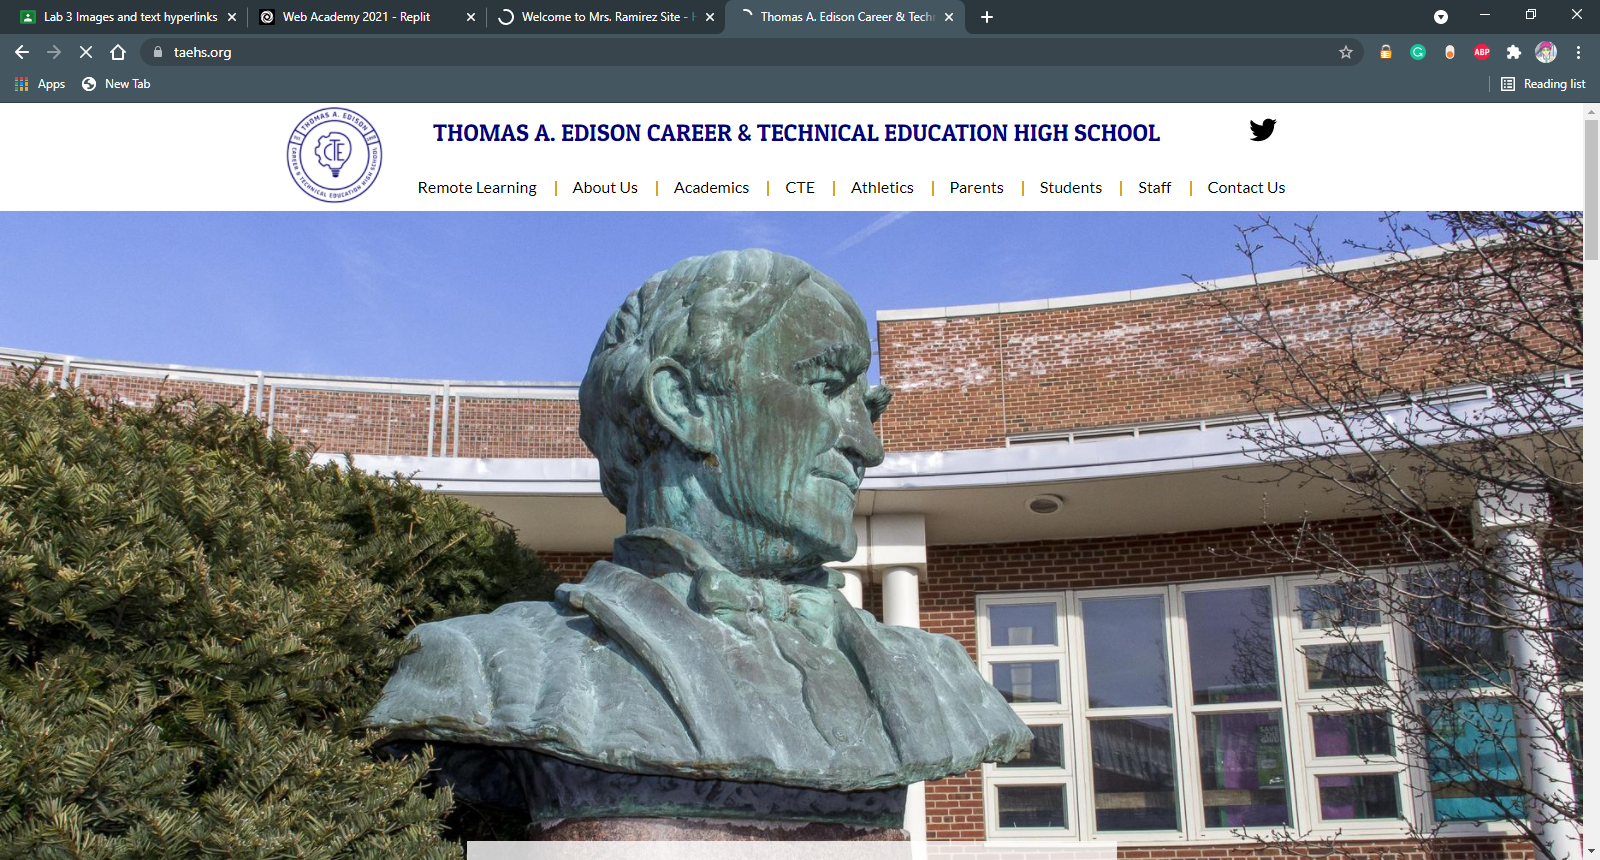 Lab 3 Images and text hyperlinks
Web Academy 2021 - Replit
Welcome to Mrs. Ramirez Site -
Thomas A. Edison Career & Tech
taehs.org
ABP
Apps
New Tab
Reading list
THOMAS A. EDISON
CAREER & TECHNICAL EDUCATION HIGH SCHOOL
CTE
THOMAS A. EDISON CAREER & TECHNICAL EDUCATION HIGH SCHOOL
Remote Learning | About Us | Academics | CTE | Athletics | Parents | Students | Staff | Contact Us